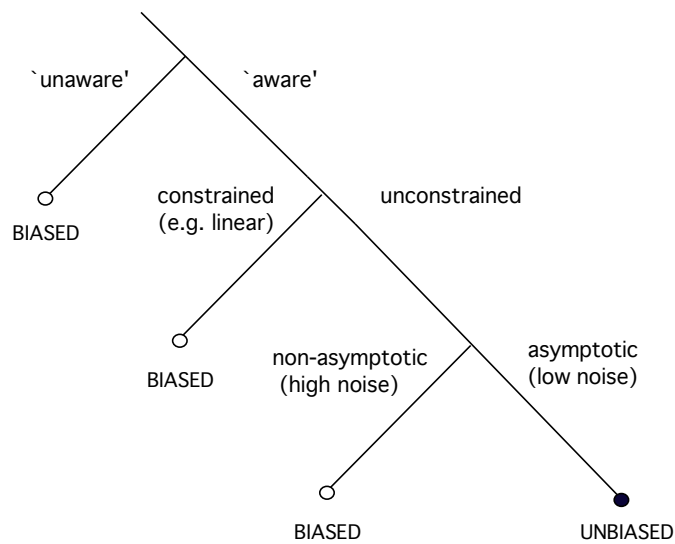 `unaware'
`aware'
BIASED
constrained
(e.g. linear)
unconstrained
BIASED
non-asymptotic
(high noise)
asymptotic
(low noise)
BIASED
UNBIASED